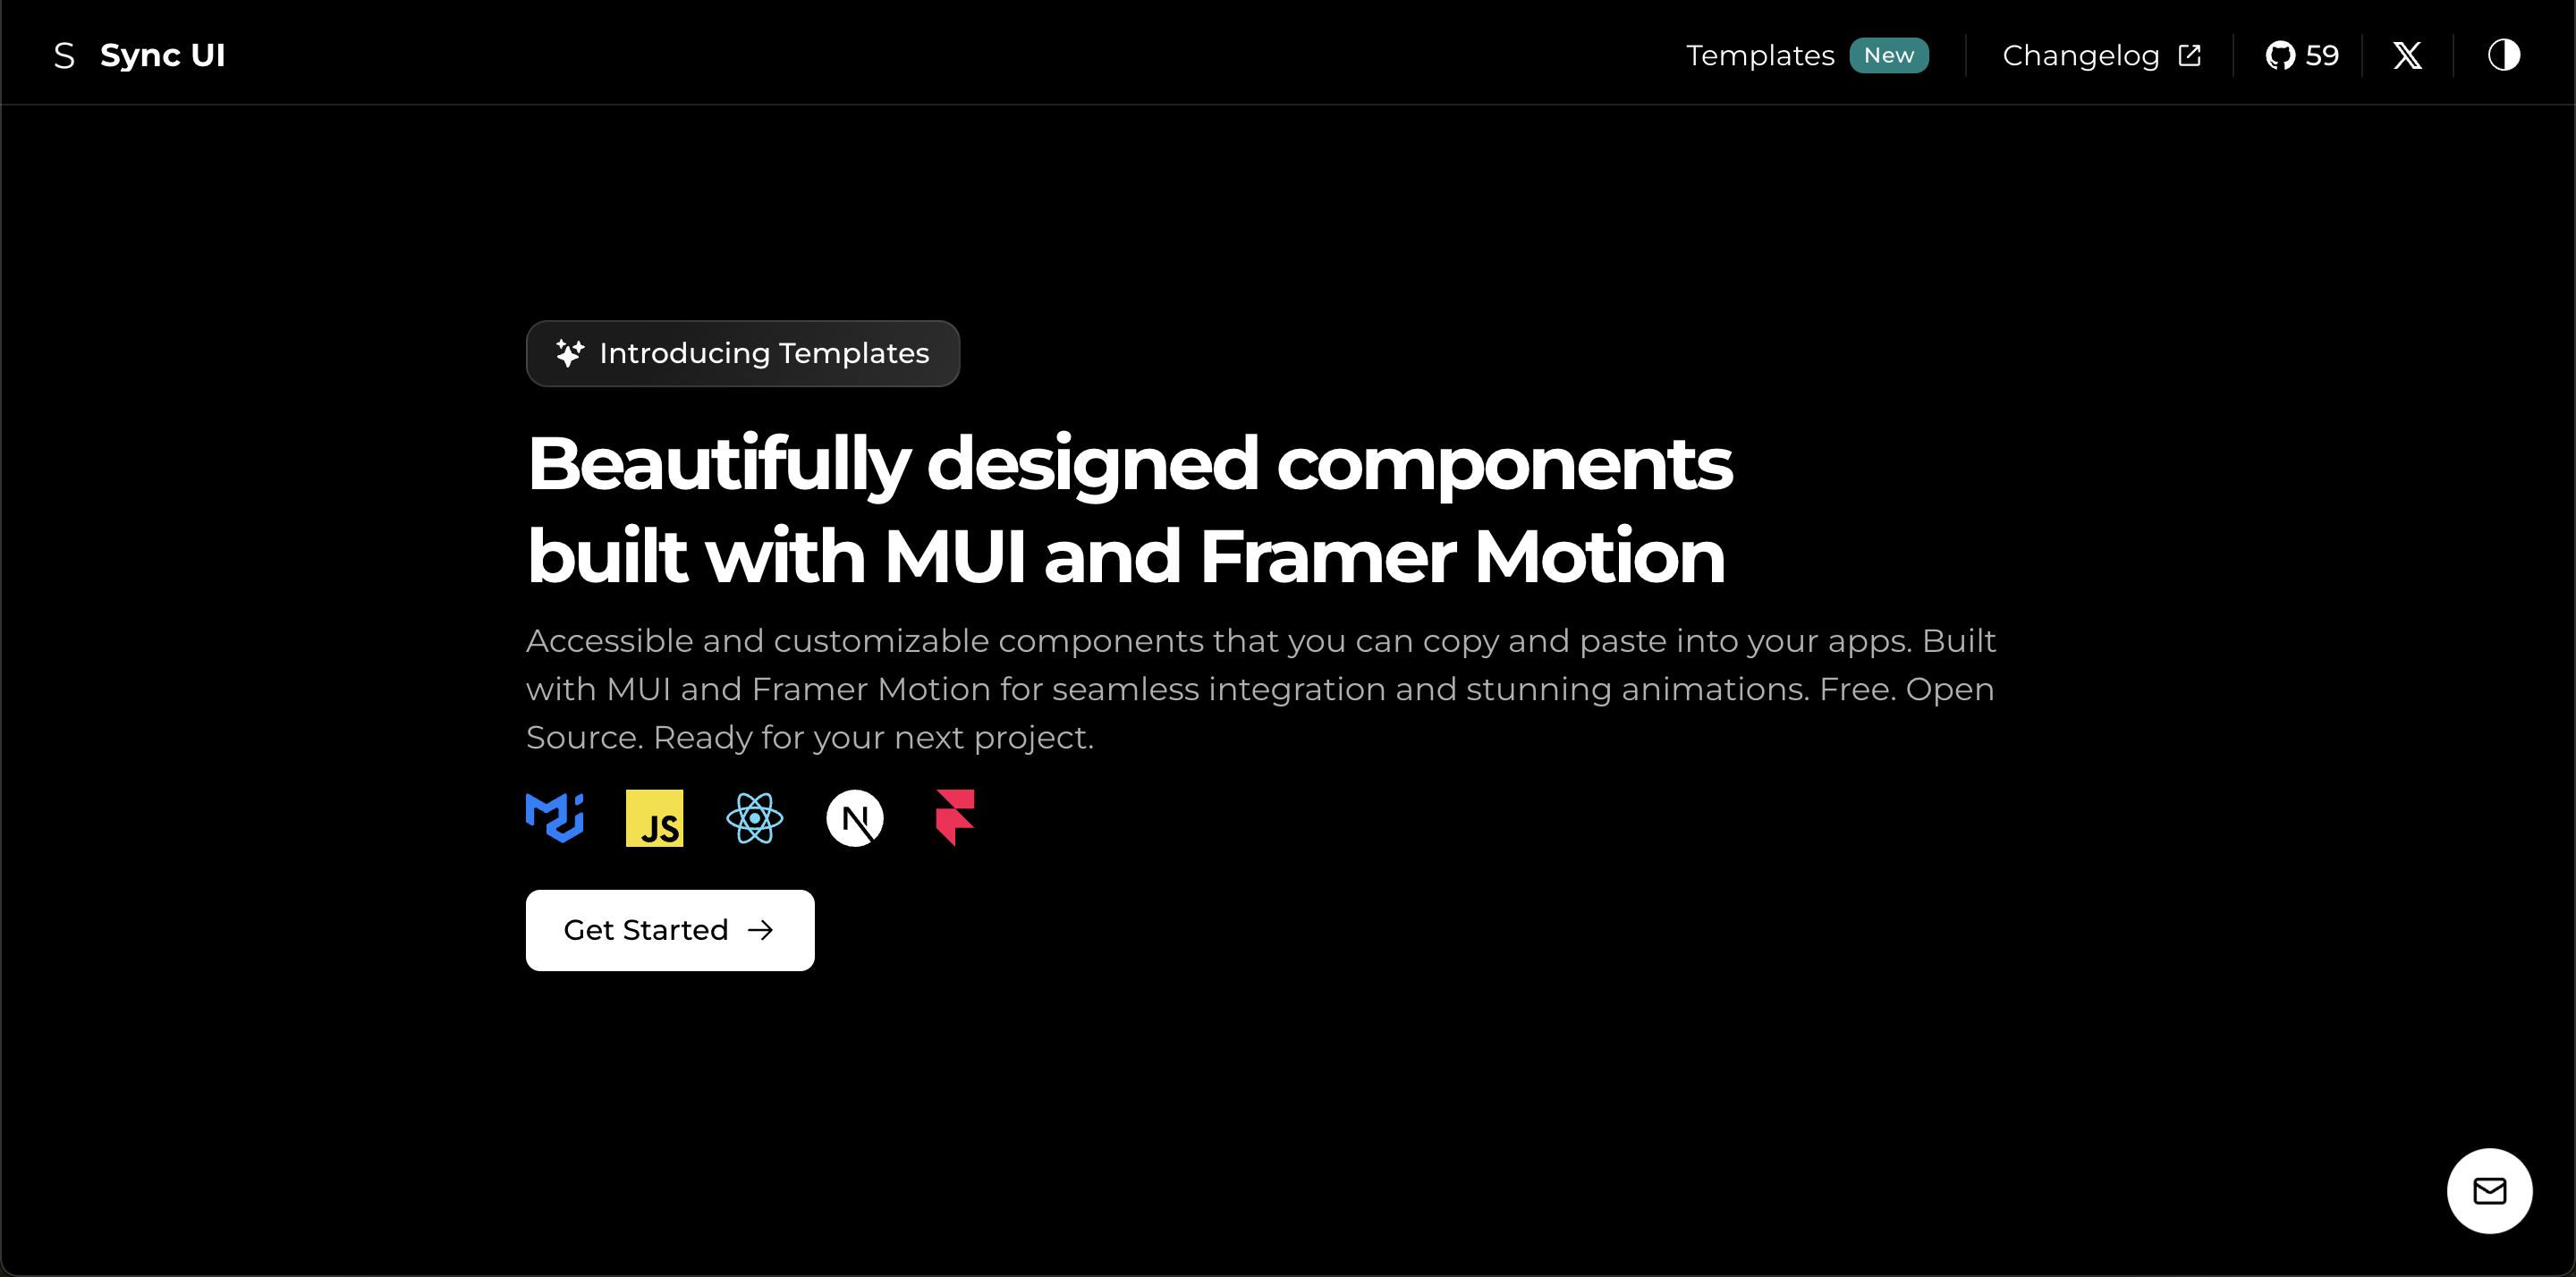 S Sync UI
Templates New
Changelog
59
Introducing Templates
Beautifully designed components
built with MUI and Framer Motion
Accessible and customizable components that you can copy and paste into your apps. Built
with MUI and Framer Motion for seamless integration and stunning animations. Free. Open
Source. Ready for your next project.
JS
N
Get Started